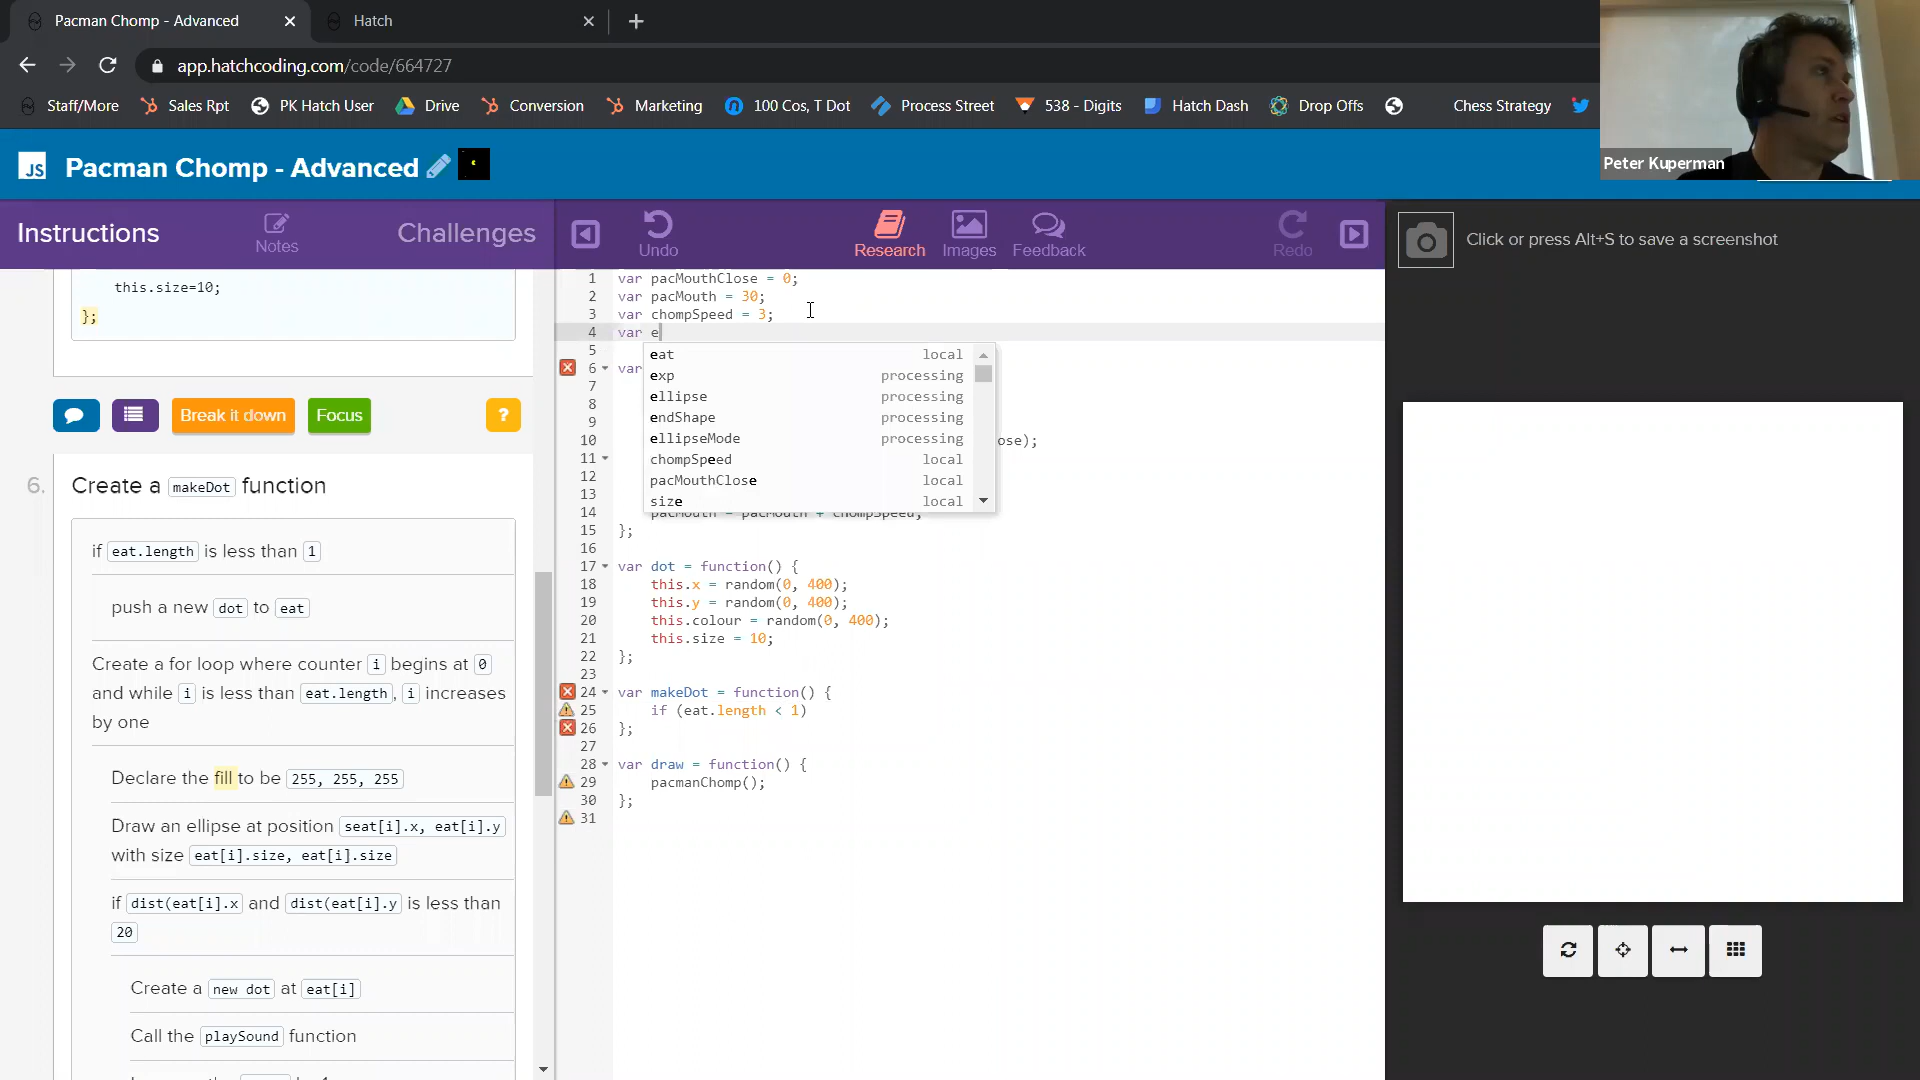 Pacman Chomp - Advanced
Hatch
app.hatchcoding.com/code/664727
Staff/More
Sales Rpt
PK Hatch User
Drive
Conversion
Marketing
100 Cos, T Dot
Process Street
538 - Digits
Hatch Dash
Drop Offs
Chess Strategy
Peter Kuperman
JS
Pacman Chomp - Advanced
Instructions
Notes
Challenges
Undo
Research
Images
Feedback
Redo
Click or press Alt+S to save a screenshot
this.size=10;
};
Break it down
Focus
?
6. Create a makeDot function
if eat.length is less than 1
push a new dot to eat
Create a for loop where counter i begins at 0
and while i is less than eat.length, i increases
by one
Declare the fill to be 255, 255, 255
Draw an ellipse at position seat[i].x, eat[i].y
with size eat[i].size, eat[i].size
if dist(eat[i].x and dist(eat[i].y is less than
20
Create a new dot at eat[i]
Call the playSound function
1 var pacMouthClose = 0;
2 var pacMouth = 30;
3 var chompSpeed = 3;
4 var e
5
6 var
7
8
9
10 ose);
11
12
13
14 pacMouth = pacMouth + chompSpeed;
15 };
16
17 var dot = function() {
18 this.x = random(0, 400);
19 this.y = random(0, 400);
20 this.colour = random(0, 400);
21 this.size = 10;
22 };
23
24 var makeDot = function() {
25 if (eat.length < 1)
26 };
27
28 var draw = function() {
29 pacmanChomp();
30 };
31
eat local
exp processing
ellipse processing
endShape processing
ellipseMode processing
chompSpeed local
pacMouthClose local
size local